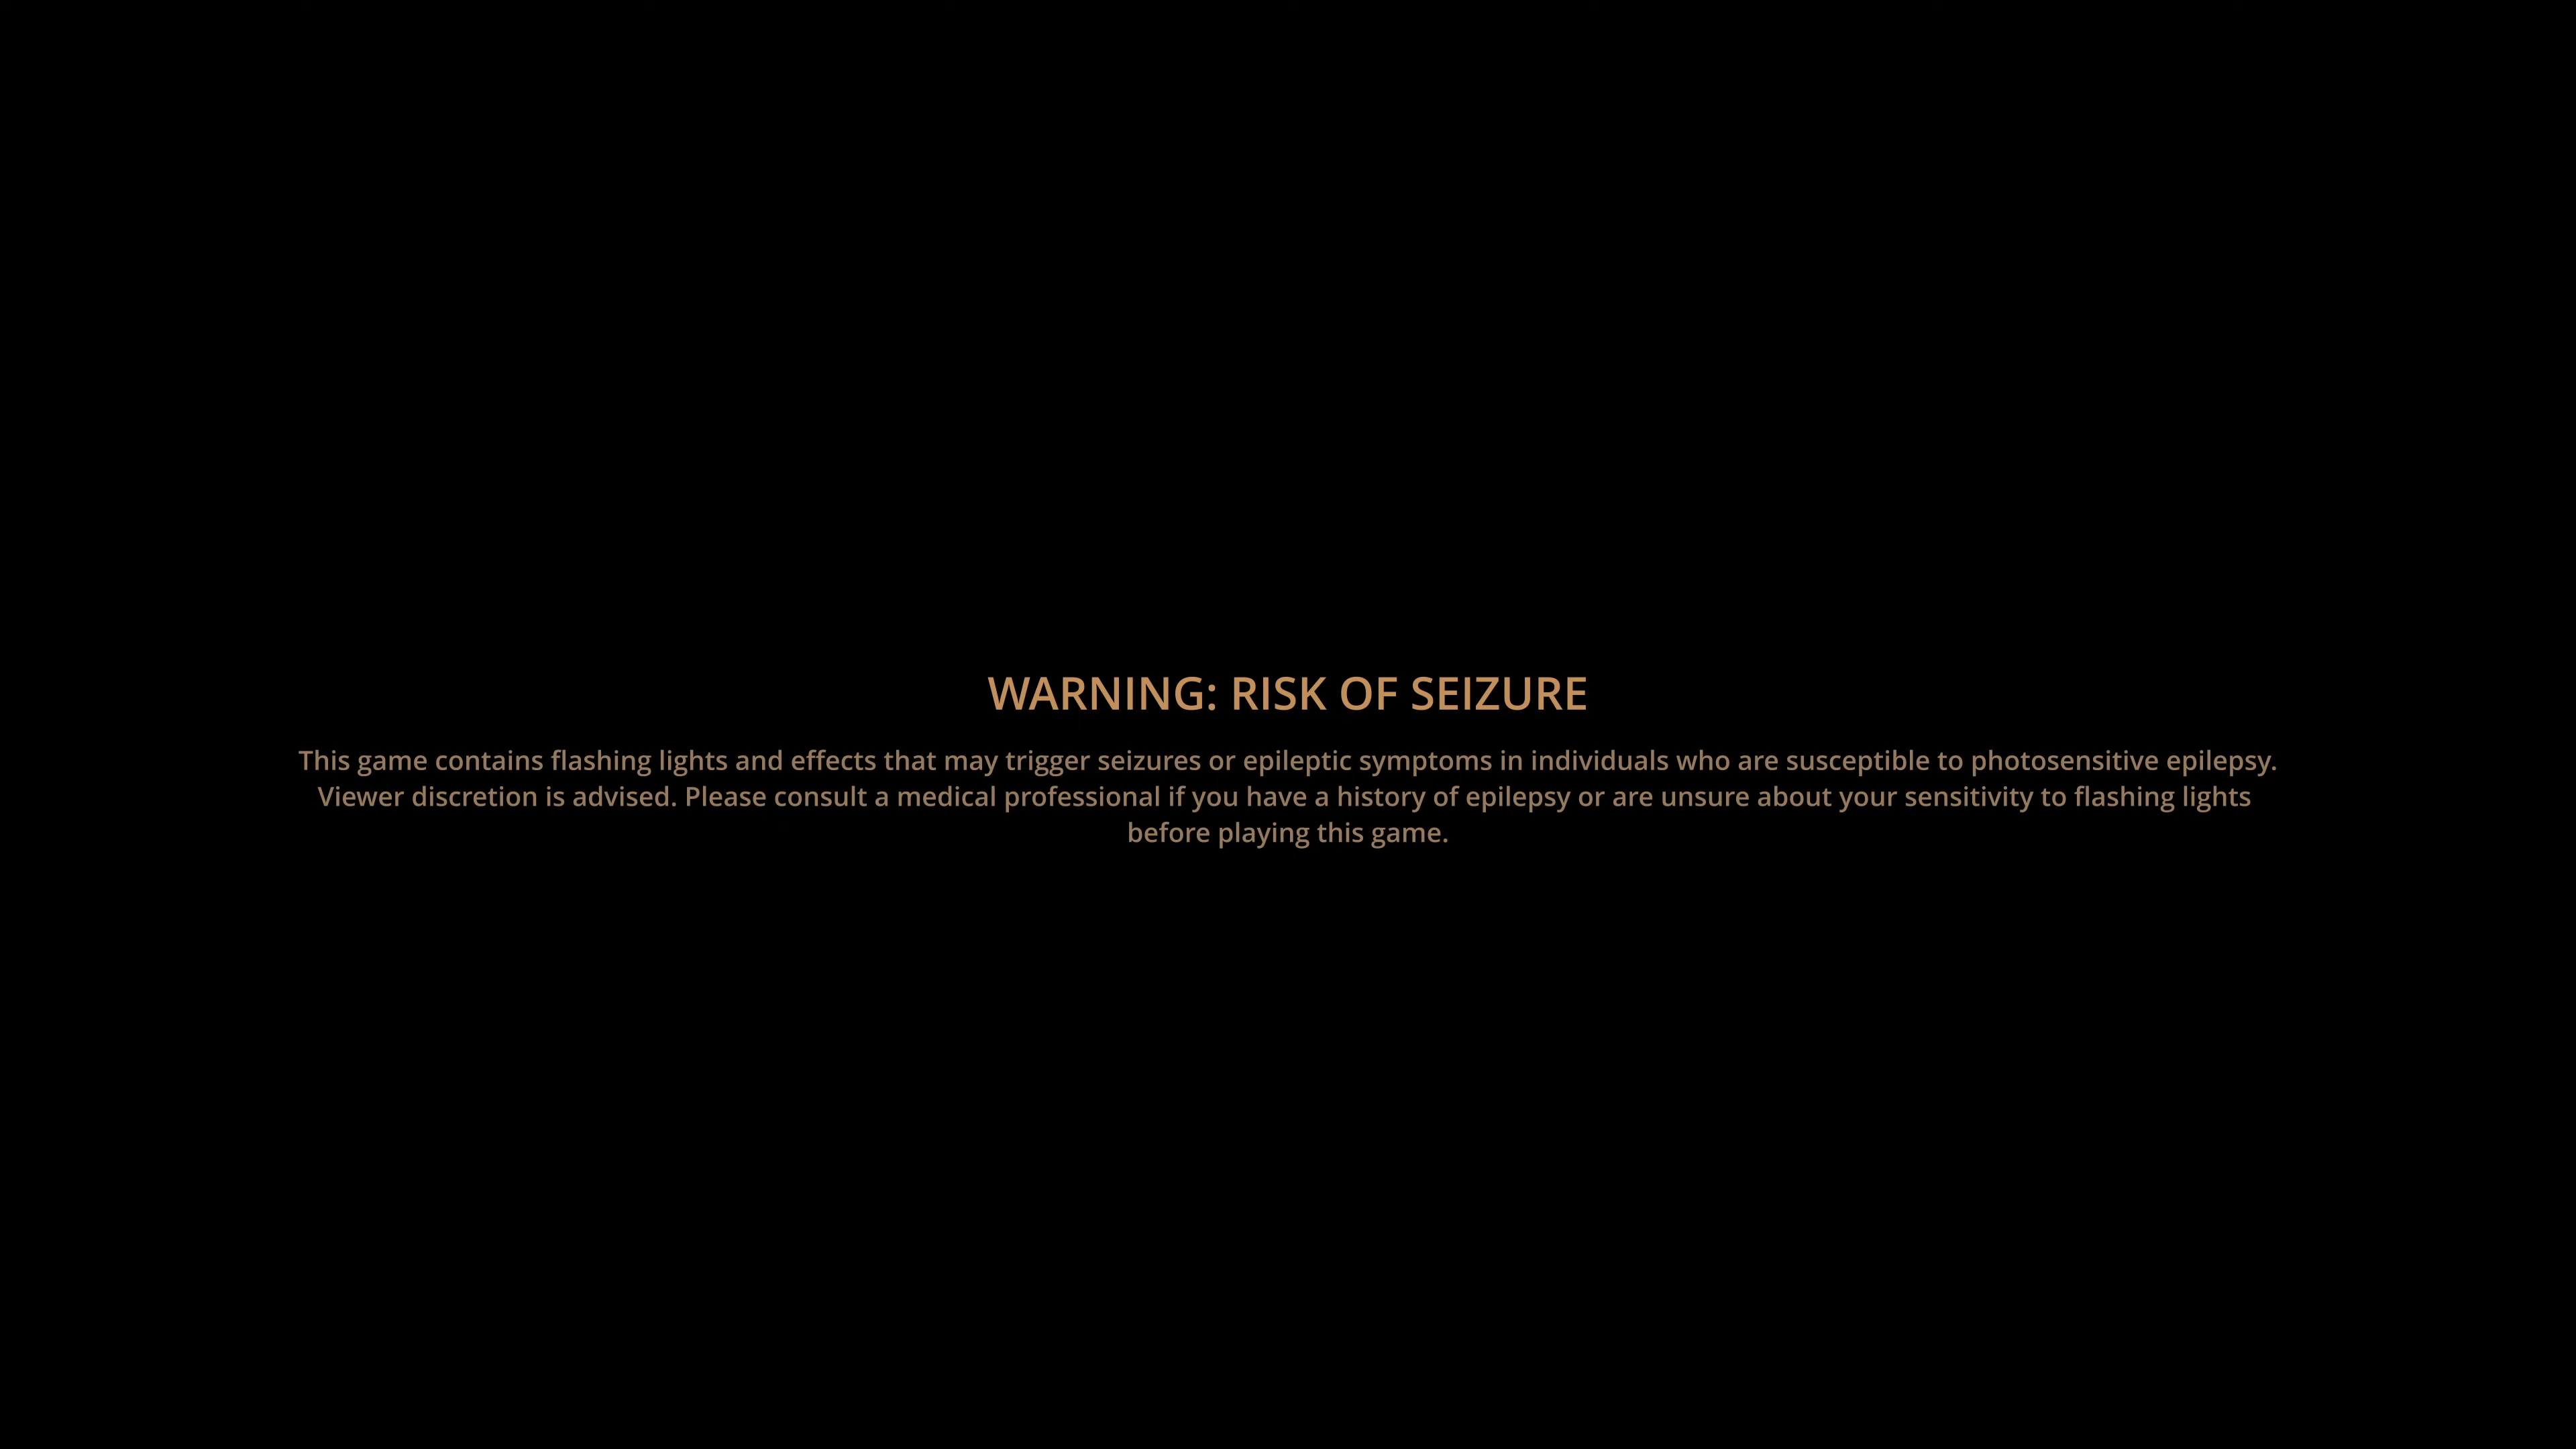 WARNING: RISK OF SEIZURE
This game contains flashing lights and effects that may trigger seizures or epileptic symptoms in individuals who are susceptible to photosensitive epilepsy.
Viewer discretion is advised. Please consult a medical professional if you have a history of epilepsy or are unsure about your sensitivity to flashing lights
before playing this game.